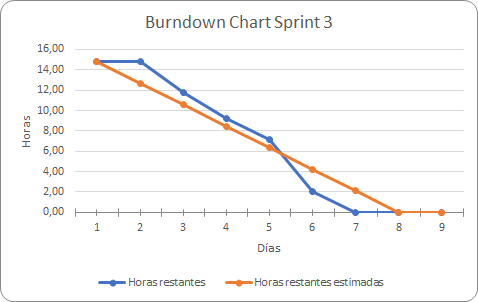 Burndown Chart Sprint 3
16,00
14,00
12,00
10,00
8,00
6,00
4,00
2,00
0,00
Horas
1 2 3 4 5 6 7 8 9
Días
Horas restantes Horas restantes estimadas